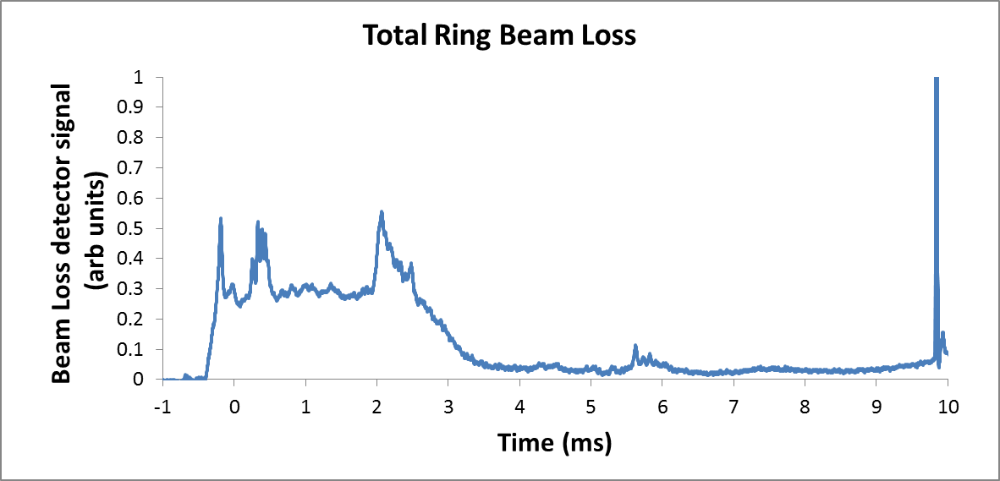 Total Ring Beam Loss
Beam Loss detector signal
(arb units)
1
0.9
0.8
0.7
0.6
0.5
0.4
0.3
0.2
0.1
0
-1 0 1 2 3 4 5 6 7 8 9 10
Time (ms)